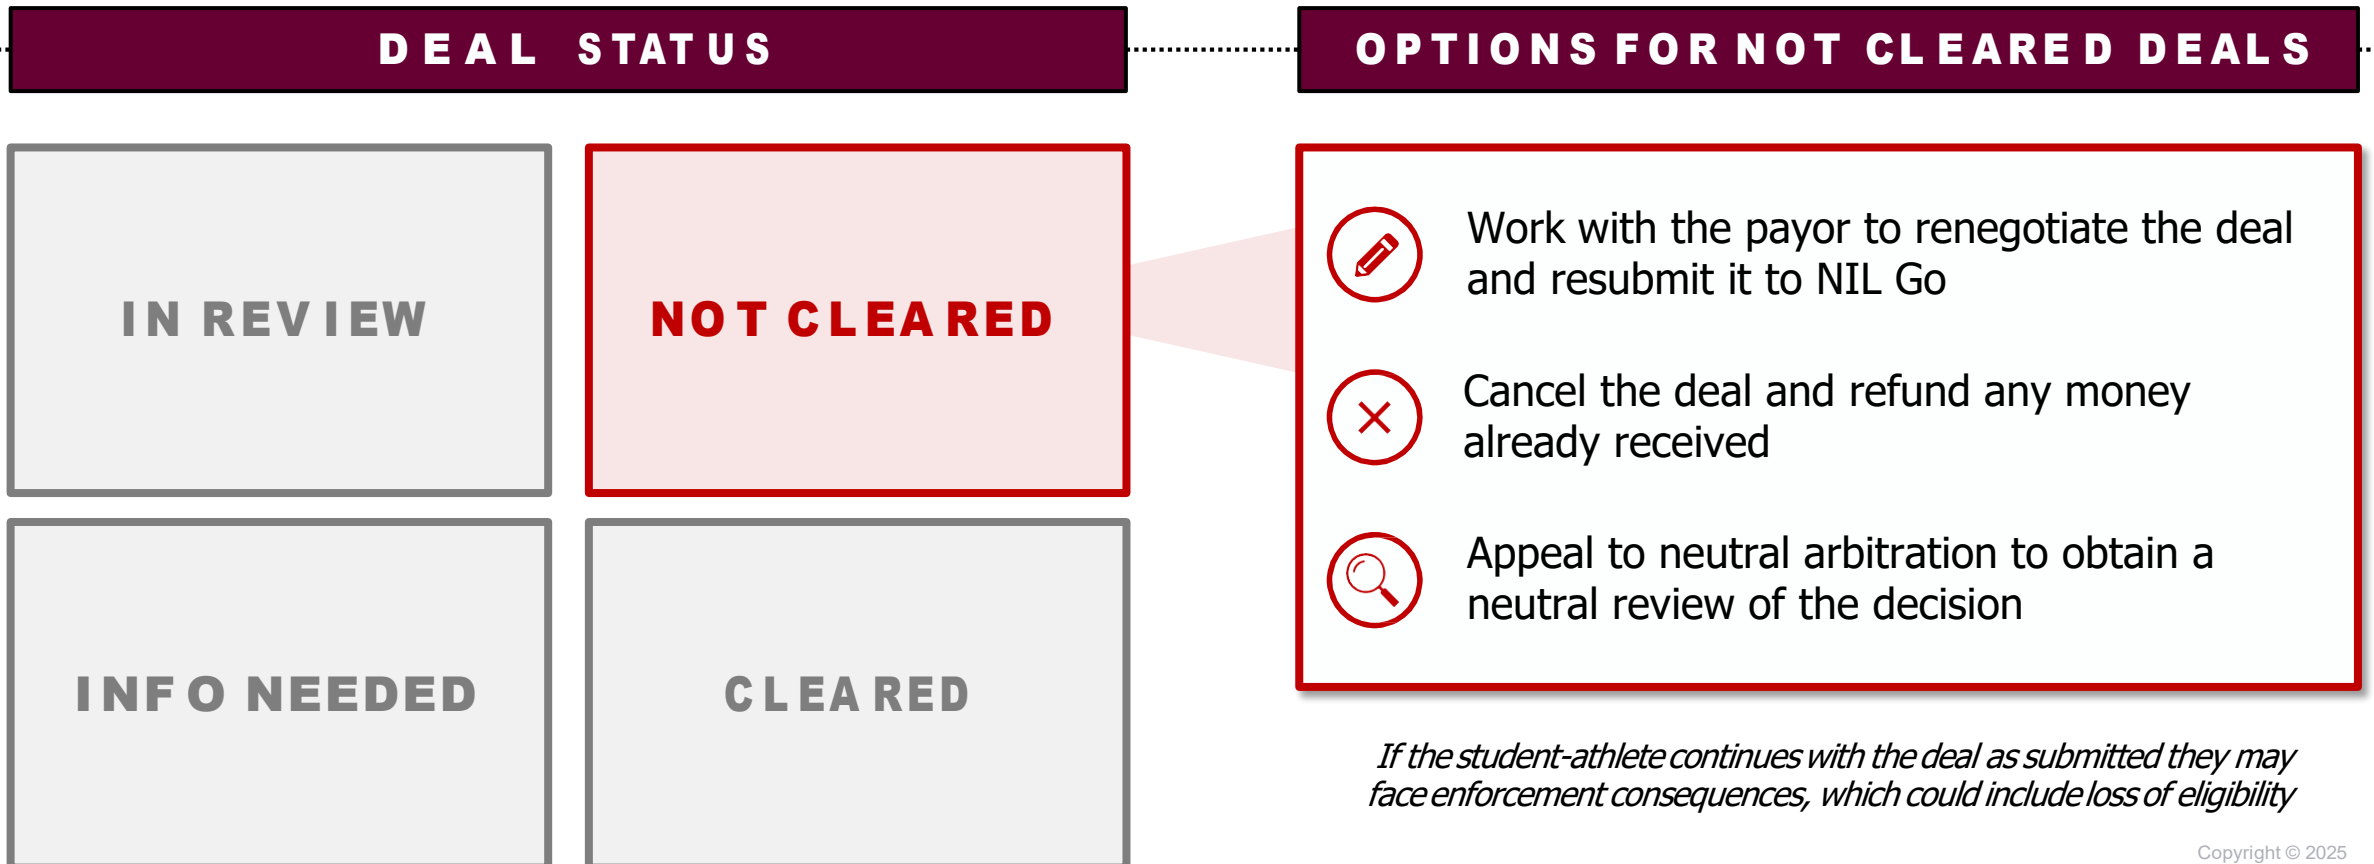 DEAL STATUS
OPTIONS FOR NOT CLEARED DEALS
IN REVIEW
NOT CLEARED
INFO NEEDED
CLEARED
Work with the payor to renegotiate the deal
and resubmit it to NIL Go
Cancel the deal and refund any money
already received
Appeal to neutral arbitration to obtain a
neutral review of the decision
If the student-athlete continues with the deal as submitted they may
face enforcement consequences, which could include loss of eligibility
Copyright © 2025